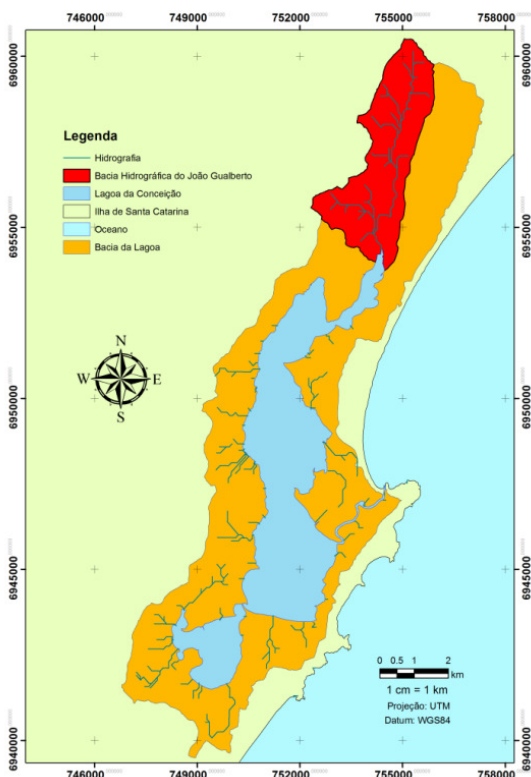 746000 749000 752000 755000 758000
6960000 6960000
Legenda
Hidrografia
Bacia Hidrográfica do João Gualberto
Lagoa da Conceição
Ilha de Santa Catarina
Oceano
Bacia da Lagoa
6955000 6955000
N
W E
S
6950000 6950000
6945000 6945000
0 0.5 1 2
km
1 cm = 1 km
Projeção: UTM
Datum: WGS84
6940000 6940000
746000 749000 752000 755000 758000